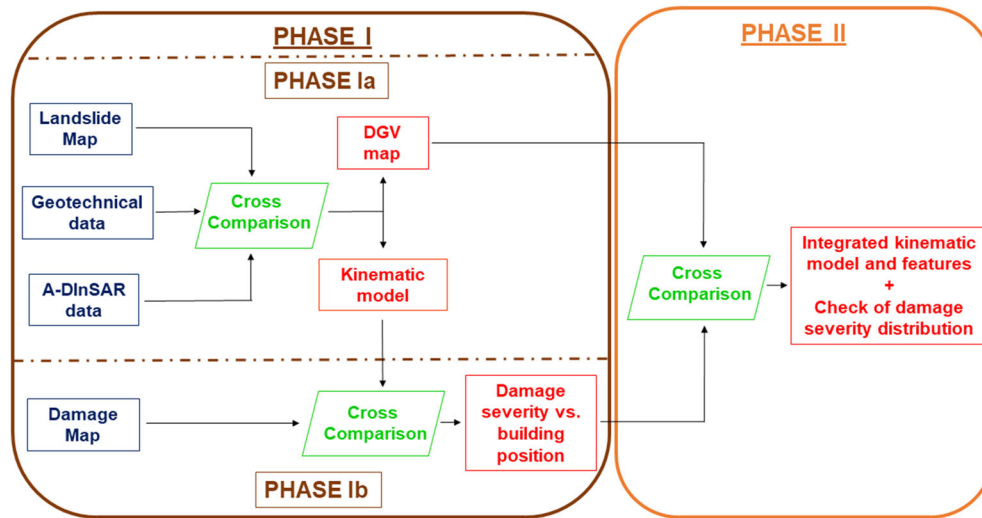 PHASE I
PHASE II
PHASE Ia
Landslide
Map
DGV
map
Geotechnical
data
Cross
Comparison
A-DInSAR
data
Kinematic
model
Cross
Comparison
Integrated kinematic
model and features
+
Check of damage
severity distribution
Damage
Map
Cross
Comparison
Damage
severity vs.
building
position
PHASE Ib